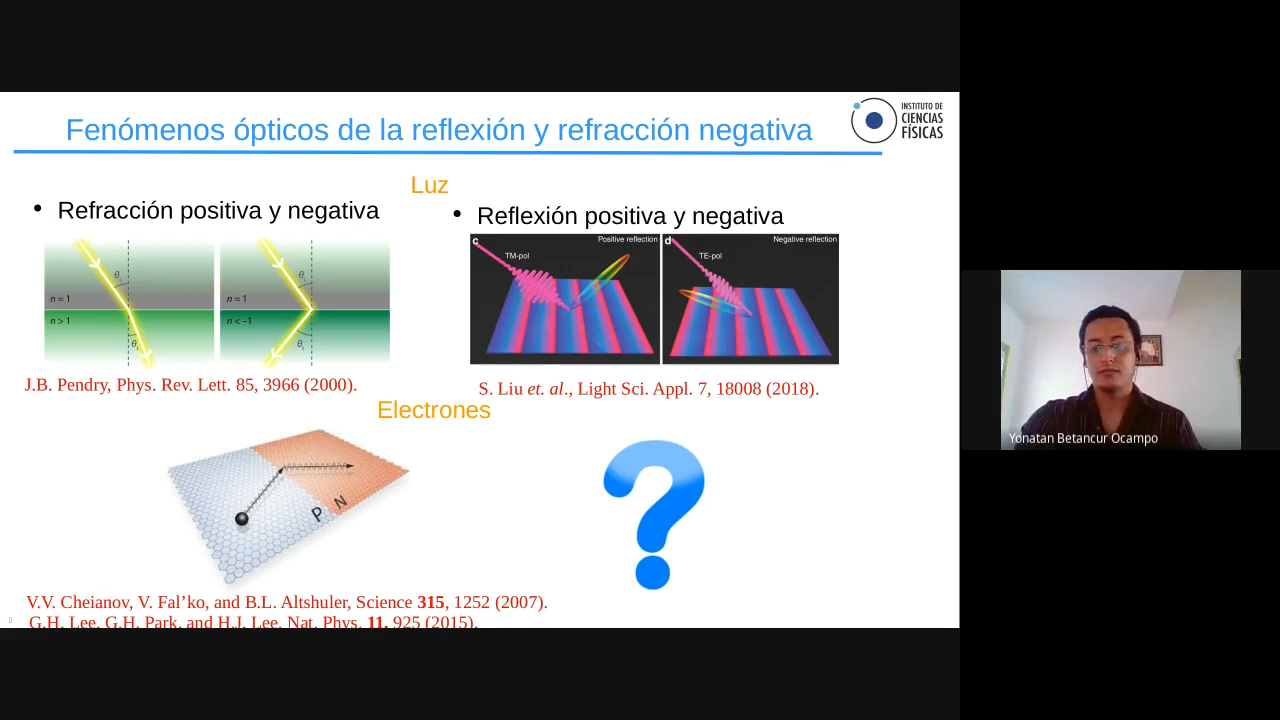 Fenómenos ópticos de la reflexión y refracción negativa
INSTITUTO DE
CIENCIAS
FÍSICAS
Luz
• Refracción positiva y negativa
• Reflexión positiva y negativa
θ
n = 1
n > 1
θt
θ
n = 1
n < −1
θt
c
Positive reflection
TM-pol
d
Negative reflection
TE-pol
J.B. Pendry, Phys. Rev. Lett. 85, 3966 (2000).
S. Liu et. al., Light Sci. Appl. 7, 18008 (2018).
Electrones
P N
?
V.V. Cheianov, V. Fal’ko, and B.L. Altshuler, Science 315, 1252 (2007).
G.H. Lee, G.H. Park, and H.J. Lee, Nat. Phys. 11, 925 (2015).
Yonatan Betancur Ocampo